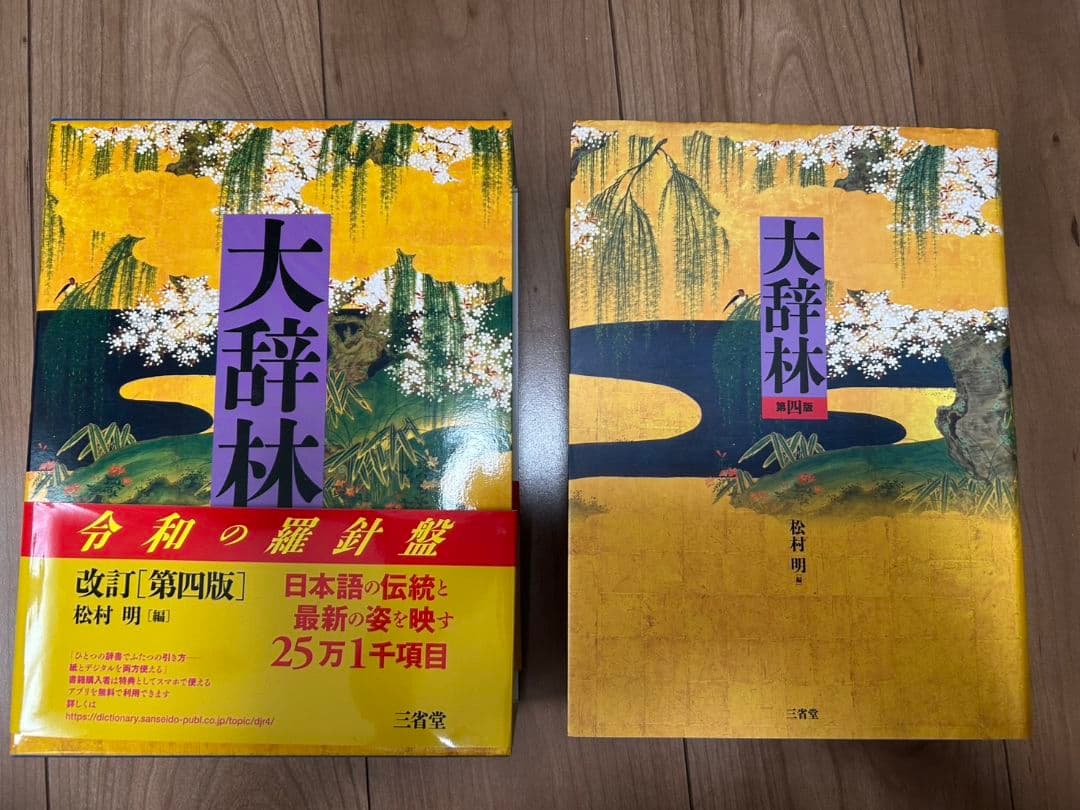 大辞林
令和の羅針盤
改訂[第四版]
松村 明[編]
日本語の伝統と
最新の姿を映す
25万1千項目
「ひとつの辞書でふたつの引き方──
紙とデジタルを両方使える」
書籍購入者は特典としてスマホで使える
アプリを無料で利用できます
詳しくは
https://dictionary.sanseido-publ.co.jp/topic/djr4/
三省堂
大辞林
第四版
松村 明[編]
三省堂